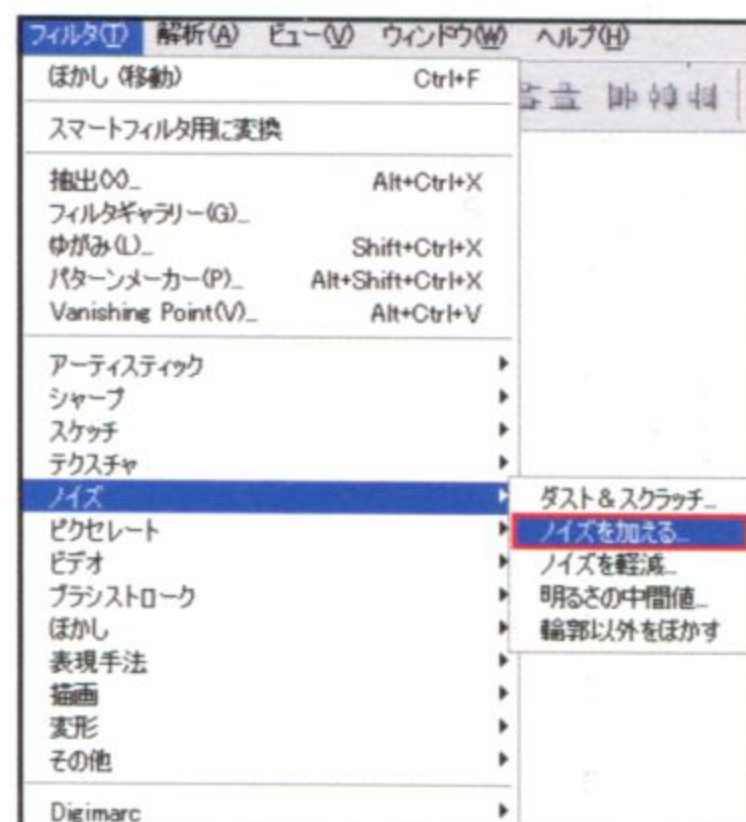 フィルタ(T) 解析(A) ビュー(V) ウィンドウ(W) ヘルプ(H)
ぼかし (移動) Ctrl+F
スマートフィルタ用に変換
抽出(X)... Alt+Ctrl+X
フィルタギャラリー(G)...
ゆがみ(L)... Shift+Ctrl+X
パターンメーカー(P)... Alt+Shift+Ctrl+X
Vanishing Point(V)... Alt+Ctrl+V
アーティスティック
シャープ
スケッチ
テクスチャ
ノイズ
ダスト&スクラッチ...
ピクセレート
ノイズを加える...
ビデオ
ノイズを軽減...
ブラシストローク
明るさの中間値...
ぼかし
輪郭以外をぼかす
表現手法
描画
変形
その他
Digimarc